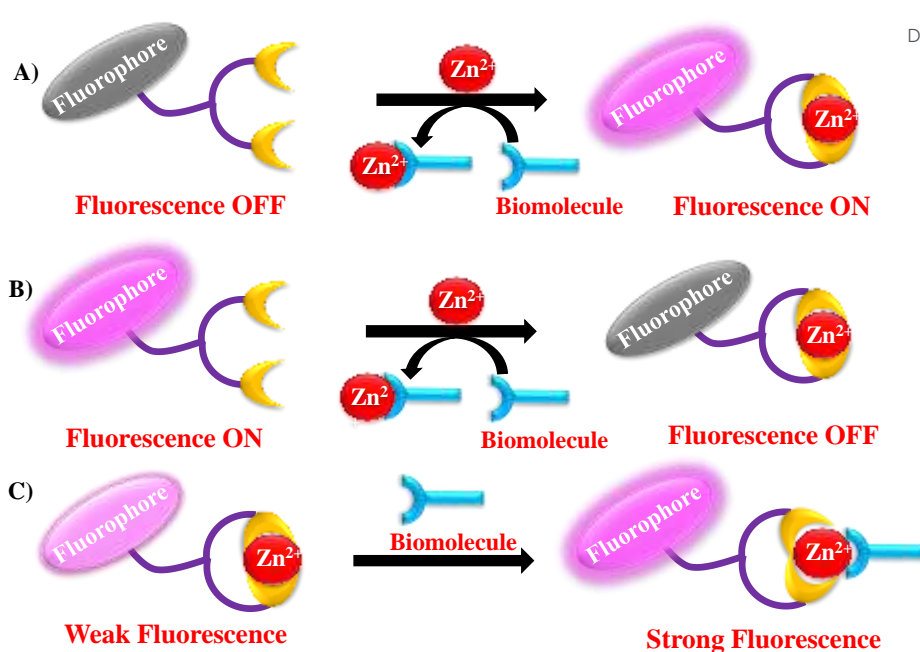 D
A)
Fluorophore
Zn²⁺
Fluorophore
Zn²⁺
Zn²⁺
Fluorescence OFF
Biomolecule
Fluorescence ON
B)
Fluorophore
Zn²⁺
Fluorophore
Zn²⁺
Zn²
Fluorescence ON
Biomolecule
Fluorescence OFF
C)
Fluorophore
Zn²⁺
Biomolecule
Fluorophore
Zn²⁺
Weak Fluorescence
Strong Fluorescence